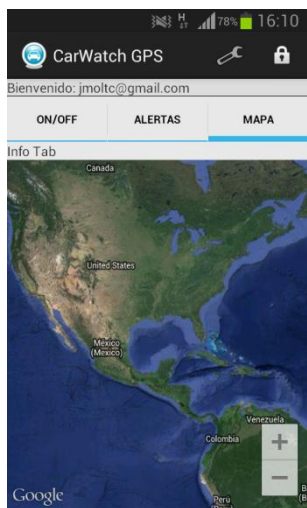 78% 16:10
CarWatch GPS
Bienvenido: jmoltc@gmail.com
ON/OFF ALERTAS MAPA
Info Tab
Canada
United States
México
(Mexico)
Venezuela
Colombia
+
Perú
−
Google